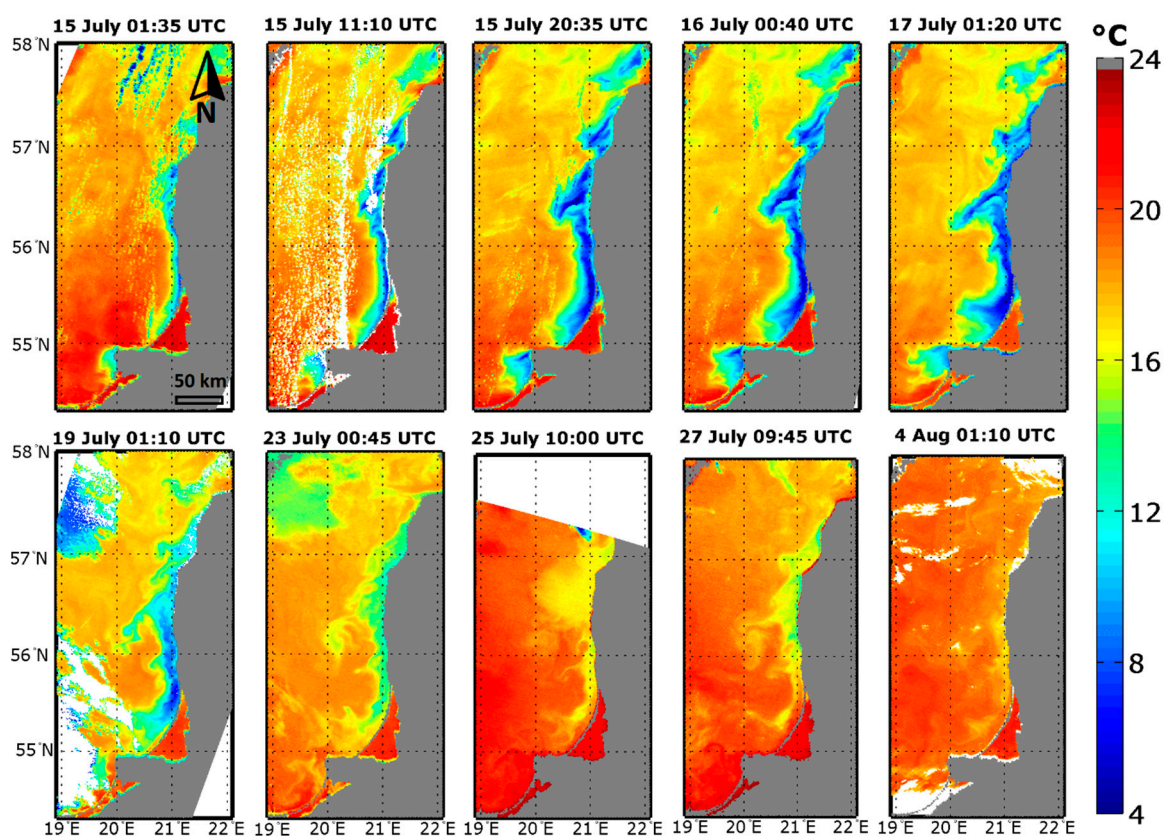 15 July 01:35 UTC 15 July 11:10 UTC 15 July 20:35 UTC 16 July 00:40 UTC 17 July 01:20 UTC °C
58°N
57°N
56°N
55°N
N
50 km
24
20
16
12
8
4
19 July 01:10 UTC 23 July 00:45 UTC 25 July 10:00 UTC 27 July 09:45 UTC 4 Aug 01:10 UTC
58°N
57°N
56°N
55°N
19°E 20°E 21°E 22°E 19°E 20°E 21°E 22°E 19°E 20°E 21°E 22°E 19°E 20°E 21°E 22°E 19°E 20°E 21°E 22°E